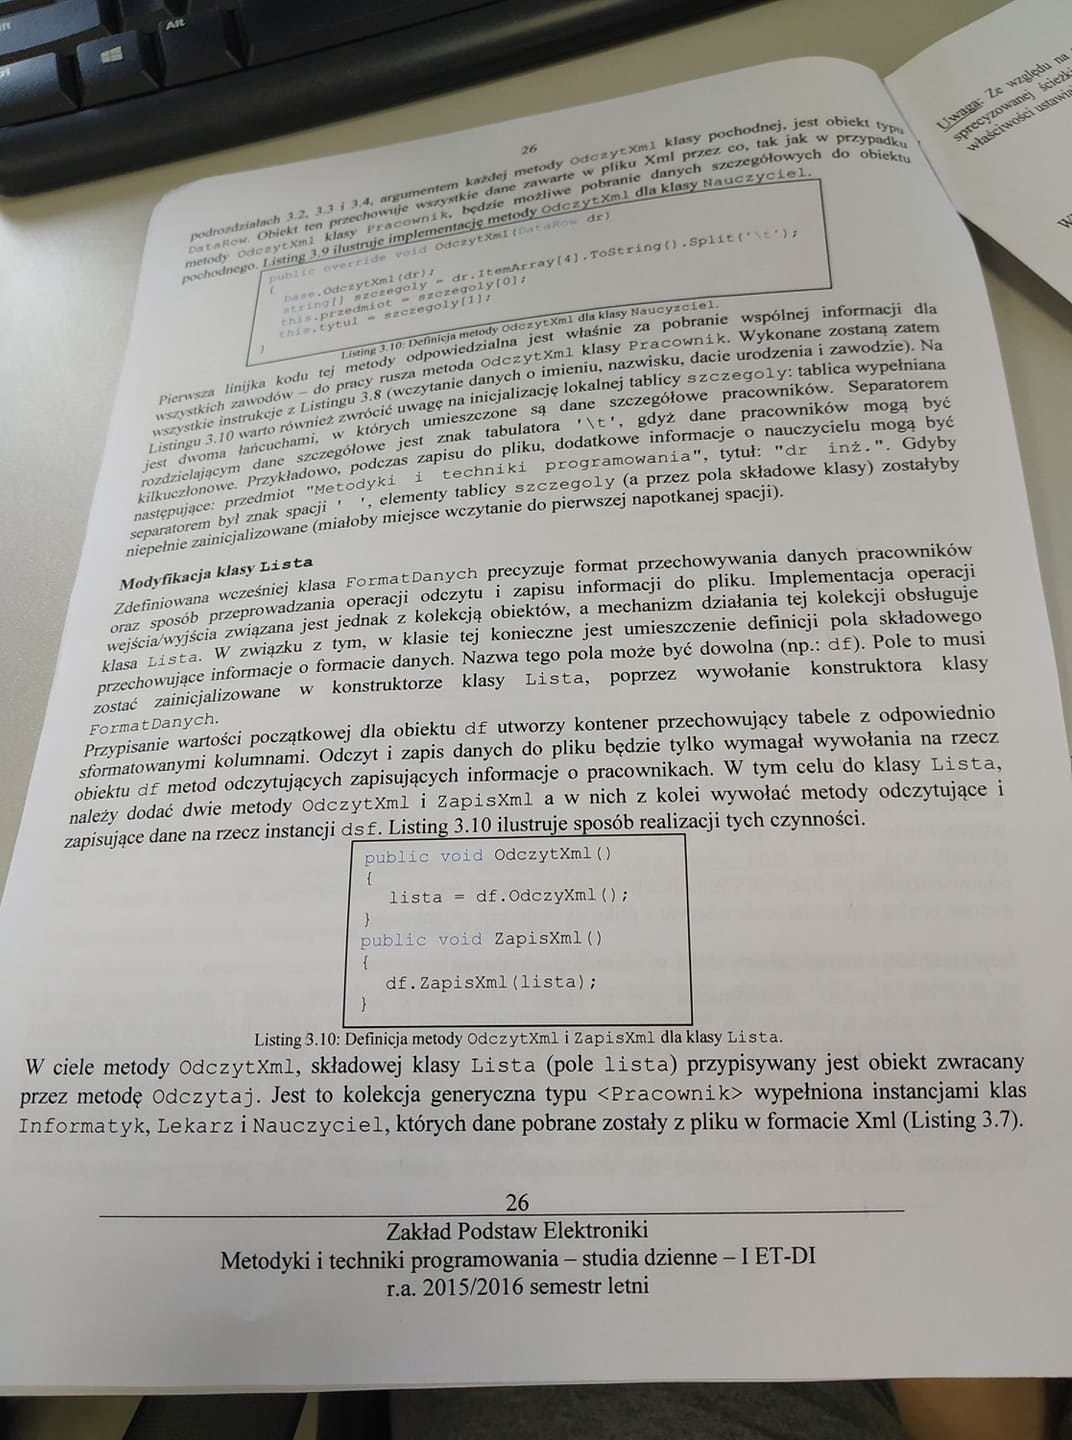 Alt
26
podrozdziałach 3.2, 3.3 i 3.4, argumentem każdej metody OdczytXml klasy pochodnej, jest obiekt typu
DataRow. Obiekt ten przechowuje wszystkie dane zawarte w pliku Xml przez co, tak jak w przypadku
metody OdczytXml klasy Pracownik, będzie możliwe pobranie danych szczegółowych do obiektu
pochodnego. Listing 3.9 ilustruje implementację metody OdczytXml dla klasy Nauczyciel.
public override void OdczytXml(DataRow dr)
{
base.OdczytXml(dr);
string[] szczegoly = dr.ItemArray[4].ToString().Split('\t');
this.przedmiot = szczegoly[0];
this.tytul = szczegoly[1];
}
Listing 3.10: Definicja metody OdczytXml dla klasy Naucyzciel.
Pierwsza linijka kodu tej metody odpowiedzialna jest właśnie za pobranie wspólnej informacji dla
wszystkich zawodów – do pracy rusza metoda OdczytXml klasy Pracownik. Wykonane zostaną zatem
wszystkie instrukcje z Listingu 3.8 (wczytanie danych o imieniu, nazwisku, dacie urodzenia i zawodzie). Na
Listingu 3.10 warto również zwrócić uwagę na inicjalizację lokalnej tablicy szczegoly: tablica wypełniana
jest dwoma łańcuchami, w których umieszczone są dane szczegółowe pracowników. Separatorem
rozdzielającym dane szczegółowe jest znak tabulatora '\t', gdyż dane pracowników mogą być
kilkuczłonowe. Przykładowo, podczas zapisu do pliku, dodatkowe informacje o nauczycielu mogą być
następujące: przedmiot "Metodyki i techniki programowania", tytuł: "dr inż.". Gdyby
separatorem był znak spacji ' ', elementy tablicy szczegoly (a przez pola składowe klasy) zostałyby
niepełnie zainicjalizowane (miałoby miejsce wczytanie do pierwszej napotkanej spacji).
Modyfikacja klasy Lista
Zdefiniowana wcześniej klasa FormatDanych precyzuje format przechowywania danych pracowników
oraz sposób przeprowadzania operacji odczytu i zapisu informacji do pliku. Implementacja operacji
wejścia/wyjścia związana jest jednak z kolekcją obiektów, a mechanizm działania tej kolekcji obsługuje
klasa Lista. W związku z tym, w klasie tej konieczne jest umieszczenie definicji pola składowego
przechowujące informacje o formacie danych. Nazwa tego pola może być dowolna (np.: df). Pole to musi
zostać zainicjalizowane w konstruktorze klasy Lista, poprzez wywołanie konstruktora klasy
FormatDanych.
Przypisanie wartości początkowej dla obiektu df utworzy kontener przechowujący tabele z odpowiednio
sformatowanymi kolumnami. Odczyt i zapis danych do pliku będzie tylko wymagał wywołania na rzecz
obiektu df metod odczytujących zapisujących informacje o pracownikach. W tym celu do klasy Lista,
należy dodać dwie metody OdczytXml i ZapisXml a w nich z kolei wywołać metody odczytujące i
zapisujące dane na rzecz instancji dsf. Listing 3.10 ilustruje sposób realizacji tych czynności.
public void OdczytXml()
{
lista = df.OdczyXml();
}
public void ZapisXml()
{
df.ZapisXml(lista);
}
Listing 3.10: Definicja metody OdczytXml i ZapisXml dla klasy Lista.
W ciele metody OdczytXml, składowej klasy Lista (pole lista) przypisywany jest obiekt zwracany
przez metodę Odczytaj. Jest to kolekcja generyczna typu <Pracownik> wypełniona instancjami klas
Informatyk, Lekarz i Nauczyciel, których dane pobrane zostały z pliku w formacie Xml (Listing 3.7).
26
Zakład Podstaw Elektroniki
Metodyki i techniki programowania – studia dzienne – I ET-DI
r.a. 2015/2016 semestr letni
Uwaga: Ze względu na
sprecyzowanej
właściwości